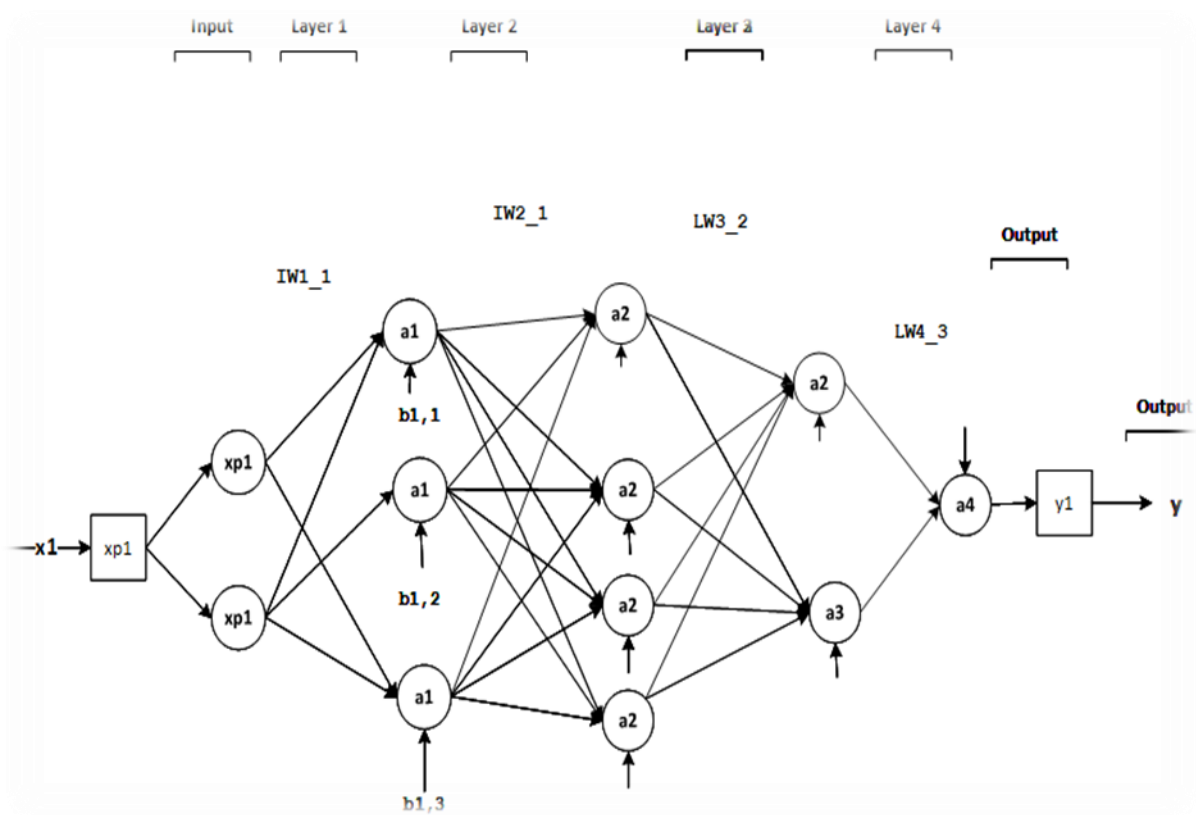 Input Layer 1 Layer 2 Layer Layer 4
IW2_1
LW3_2
Output
IW1_1
LW4_3
a1
a2
a2
b1,1
Output
xp1
a1
a2
a4
y1
y
x1
xp1
b1,2
a2
a3
xp1
a1
a2
b1,3